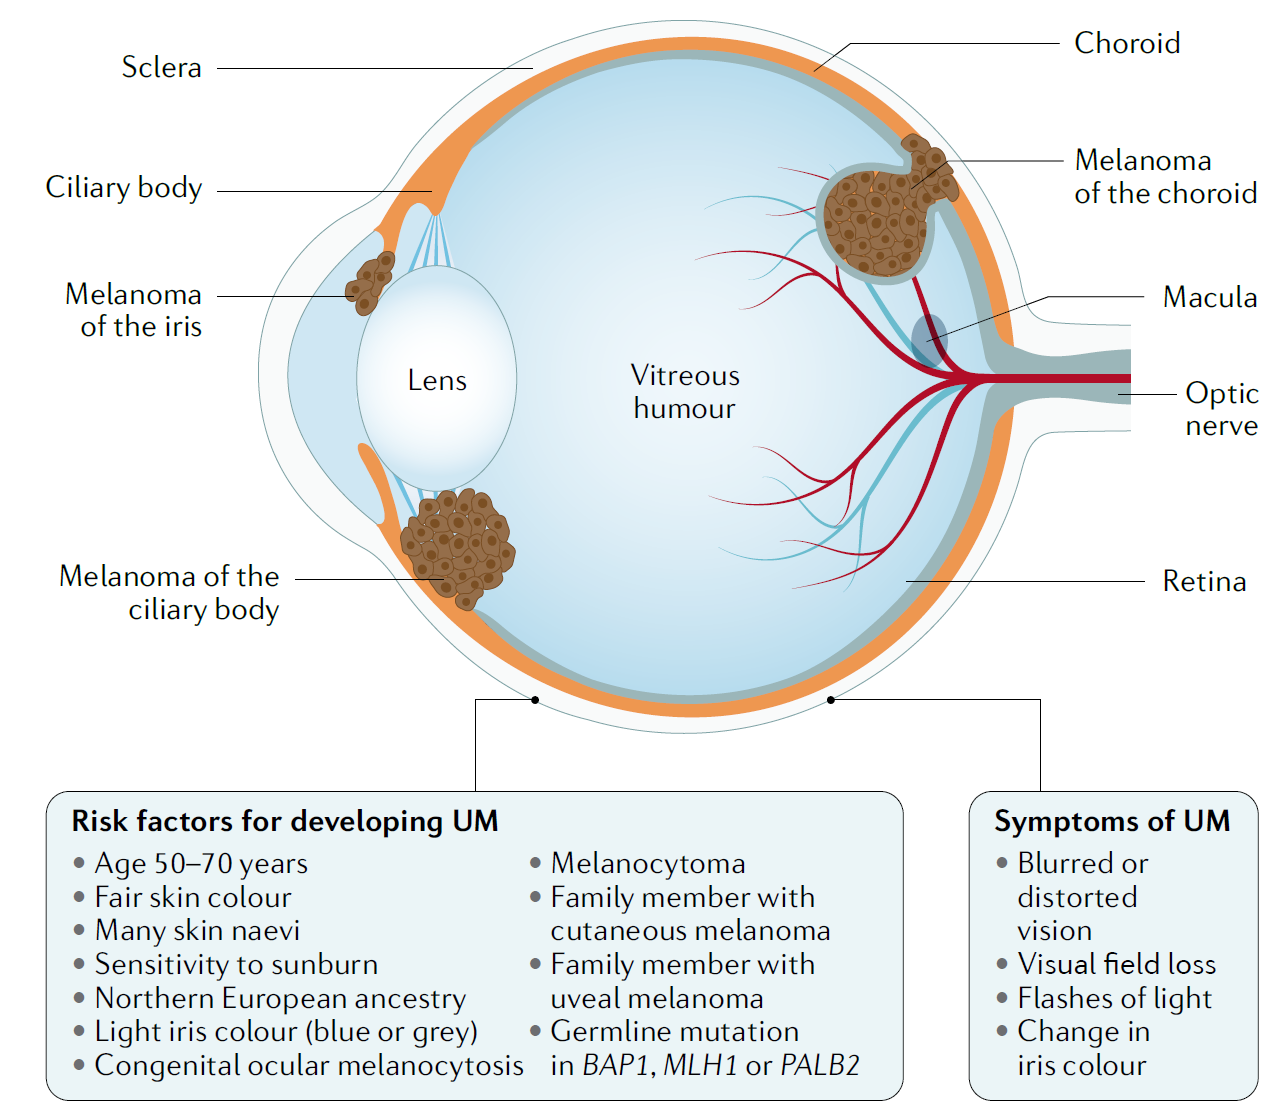 Sclera
Choroid
Ciliary body
Melanoma
of the choroid
Melanoma
of the iris
Macula
Lens
Vitreous
humour
Optic
nerve
Melanoma of the
ciliary body
Retina
Risk factors for developing UM
• Age 50–70 years
• Fair skin colour
• Many skin naevi
• Sensitivity to sunburn
• Northern European ancestry
• Light iris colour (blue or grey)
• Congenital ocular melanocytosis
• Melanocytoma
• Family member with
cutaneous melanoma
• Family member with
uveal melanoma
• Germline mutation
in BAP1, MLH1 or PALB2
Symptoms of UM
• Blurred or
distorted
vision
• Visual field loss
• Flashes of light
• Change in
iris colour